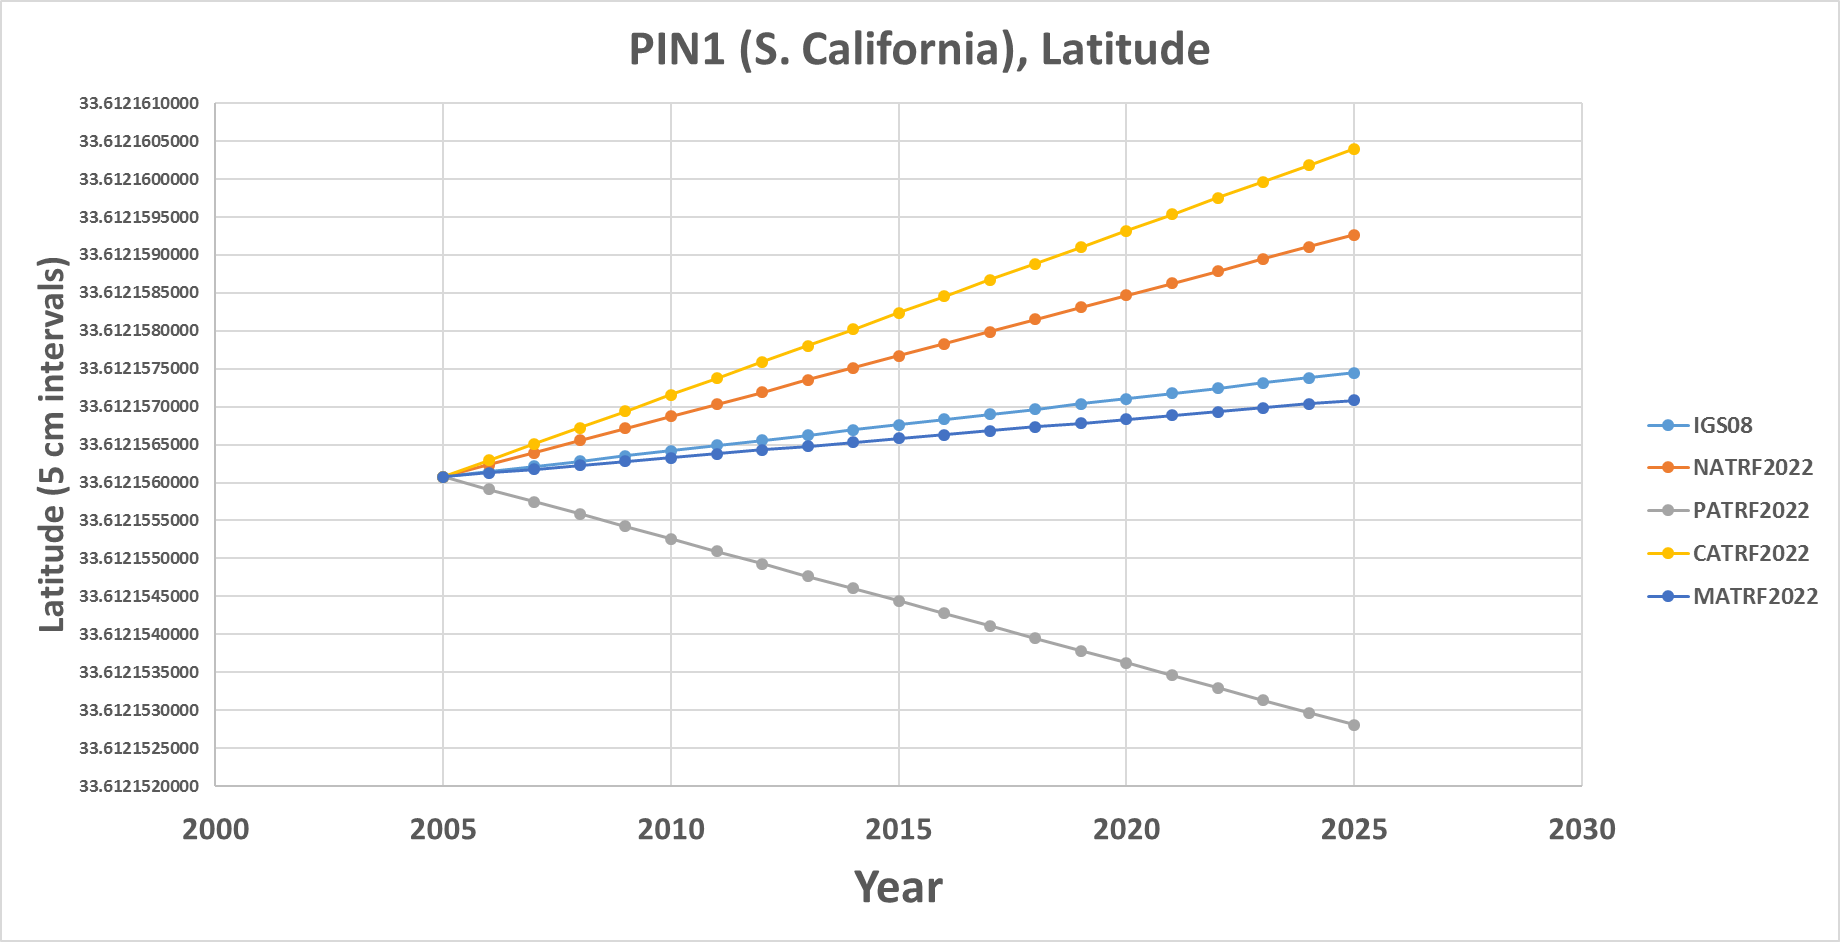 PIN1 (S. California), Latitude
33.6121610000
33.6121605000
33.6121600000
33.6121595000
33.6121590000
33.6121585000
33.6121580000
33.6121575000
33.6121570000
33.6121565000
33.6121560000
33.6121555000
33.6121550000
33.6121545000
33.6121540000
33.6121535000
33.6121530000
33.6121525000
33.6121520000
Latitude (5 cm intervals)
2000 2005 2010 2015 2020 2025 2030
Year
IGS08
NATRF2022
PATRF2022
CATRF2022
MATRF2022